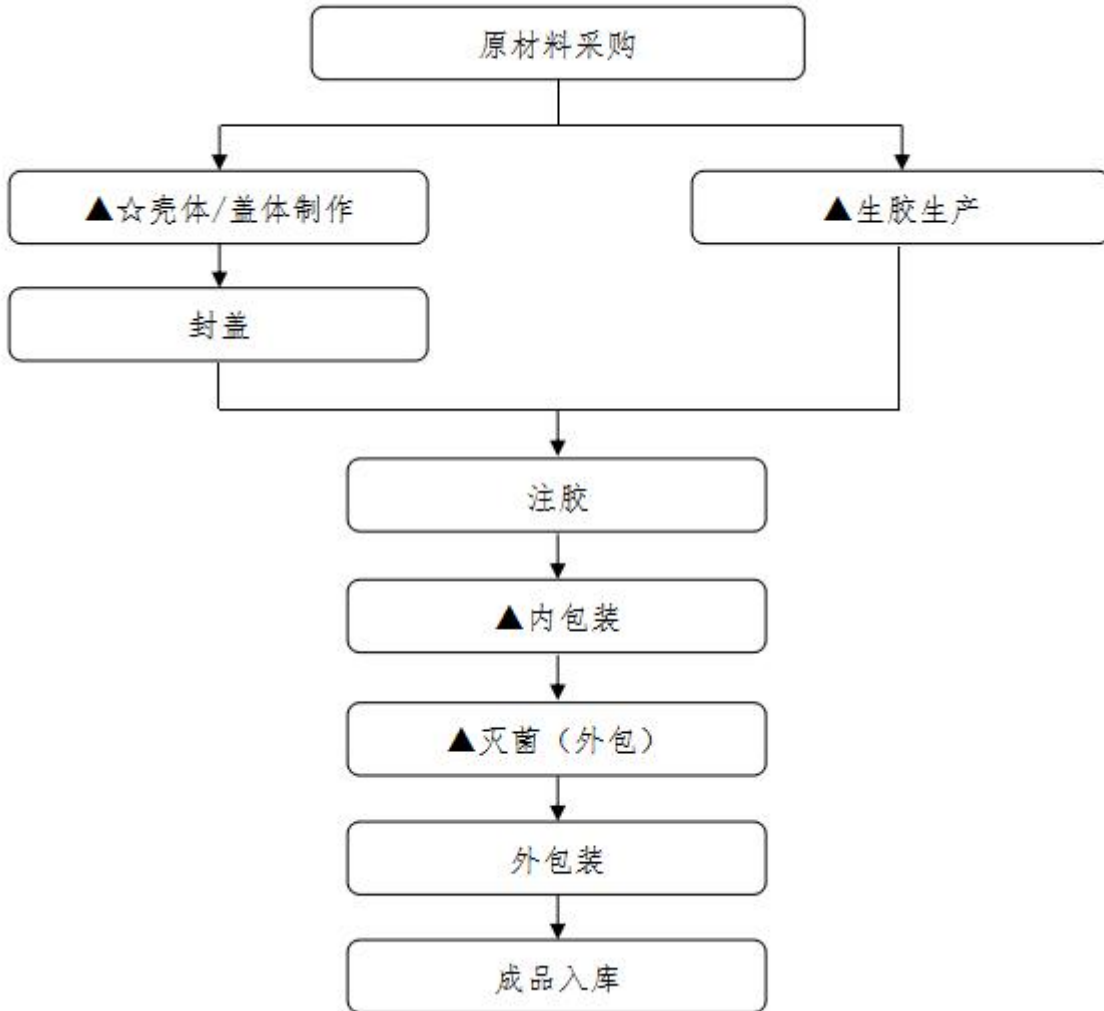 原材料采购
▲☆壳体/盖体制作
▲生胶生产
封盖
注胶
▲内包装
▲灭菌（外包）
外包装
成品入库